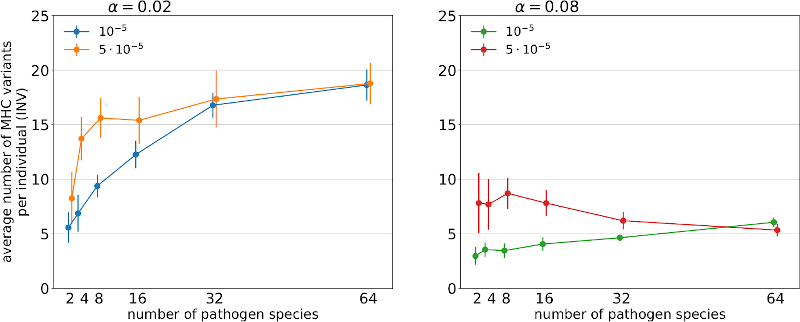 α = 0.02
25
20
15
10
5
0
average number of MHC variants
per individual (INV)
10⁻⁵
5 · 10⁻⁵
2 4 8 16 32 64
number of pathogen species
α = 0.08
25
20
15
10
5
0
10⁻⁵
5 · 10⁻⁵
2 4 8 16 32 64
number of pathogen species